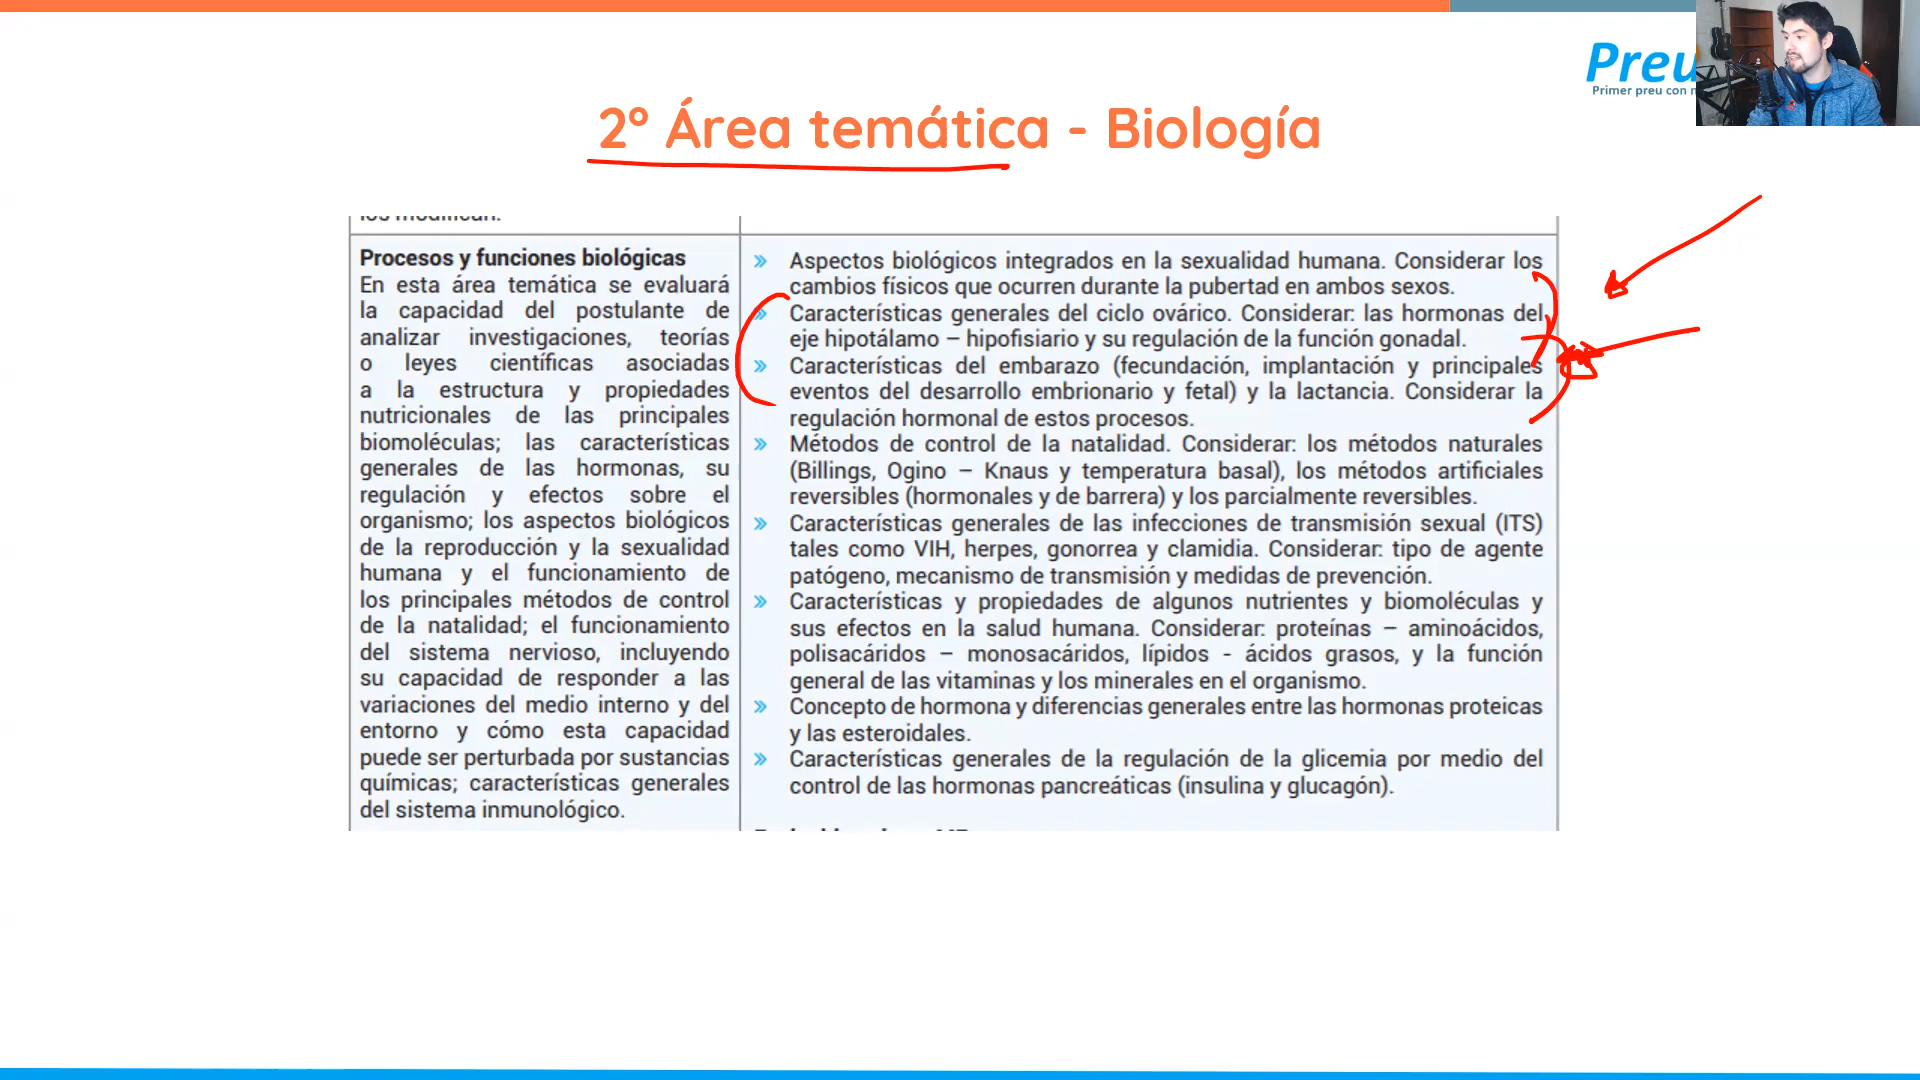 Preu
Primer preu con
2° Área temática - Biología
los modifican.
Procesos y funciones biológicas
En esta área temática se evaluará
la capacidad del postulante de
analizar investigaciones, teorías
o leyes científicas asociadas
a la estructura y propiedades
nutricionales de las principales
biomoléculas; las características
generales de las hormonas, su
regulación y efectos sobre el
organismo; los aspectos biológicos
de la reproducción y la sexualidad
humana y el funcionamiento de
los principales métodos de control
de la natalidad; el funcionamiento
del sistema nervioso, incluyendo
su capacidad de responder a las
variaciones del medio interno y del
entorno y cómo esta capacidad
puede ser perturbada por sustancias
químicas; características generales
del sistema inmunológico.
» Aspectos biológicos integrados en la sexualidad humana. Considerar los
cambios físicos que ocurren durante la pubertad en ambos sexos.
» Características generales del ciclo ovárico. Considerar: las hormonas del
eje hipotálamo – hipofisiario y su regulación de la función gonadal.
» Características del embarazo (fecundación, implantación y principales
eventos del desarrollo embrionario y fetal) y la lactancia. Considerar la
regulación hormonal de estos procesos.
» Métodos de control de la natalidad. Considerar: los métodos naturales
(Billings, Ogino – Knaus y temperatura basal), los métodos artificiales
reversibles (hormonales y de barrera) y los parcialmente reversibles.
» Características generales de las infecciones de transmisión sexual (ITS)
tales como VIH, herpes, gonorrea y clamidia. Considerar: tipo de agente
patógeno, mecanismo de transmisión y medidas de prevención.
» Características y propiedades de algunos nutrientes y biomoléculas y
sus efectos en la salud humana. Considerar: proteínas – aminoácidos,
polisacáridos – monosacáridos, lípidos - ácidos grasos, y la función
general de las vitaminas y los minerales en el organismo.
» Concepto de hormona y diferencias generales entre las hormonas proteicas
y las esteroidales.
» Características generales de la regulación de la glicemia por medio del
control de las hormonas pancreáticas (insulina y glucagón).